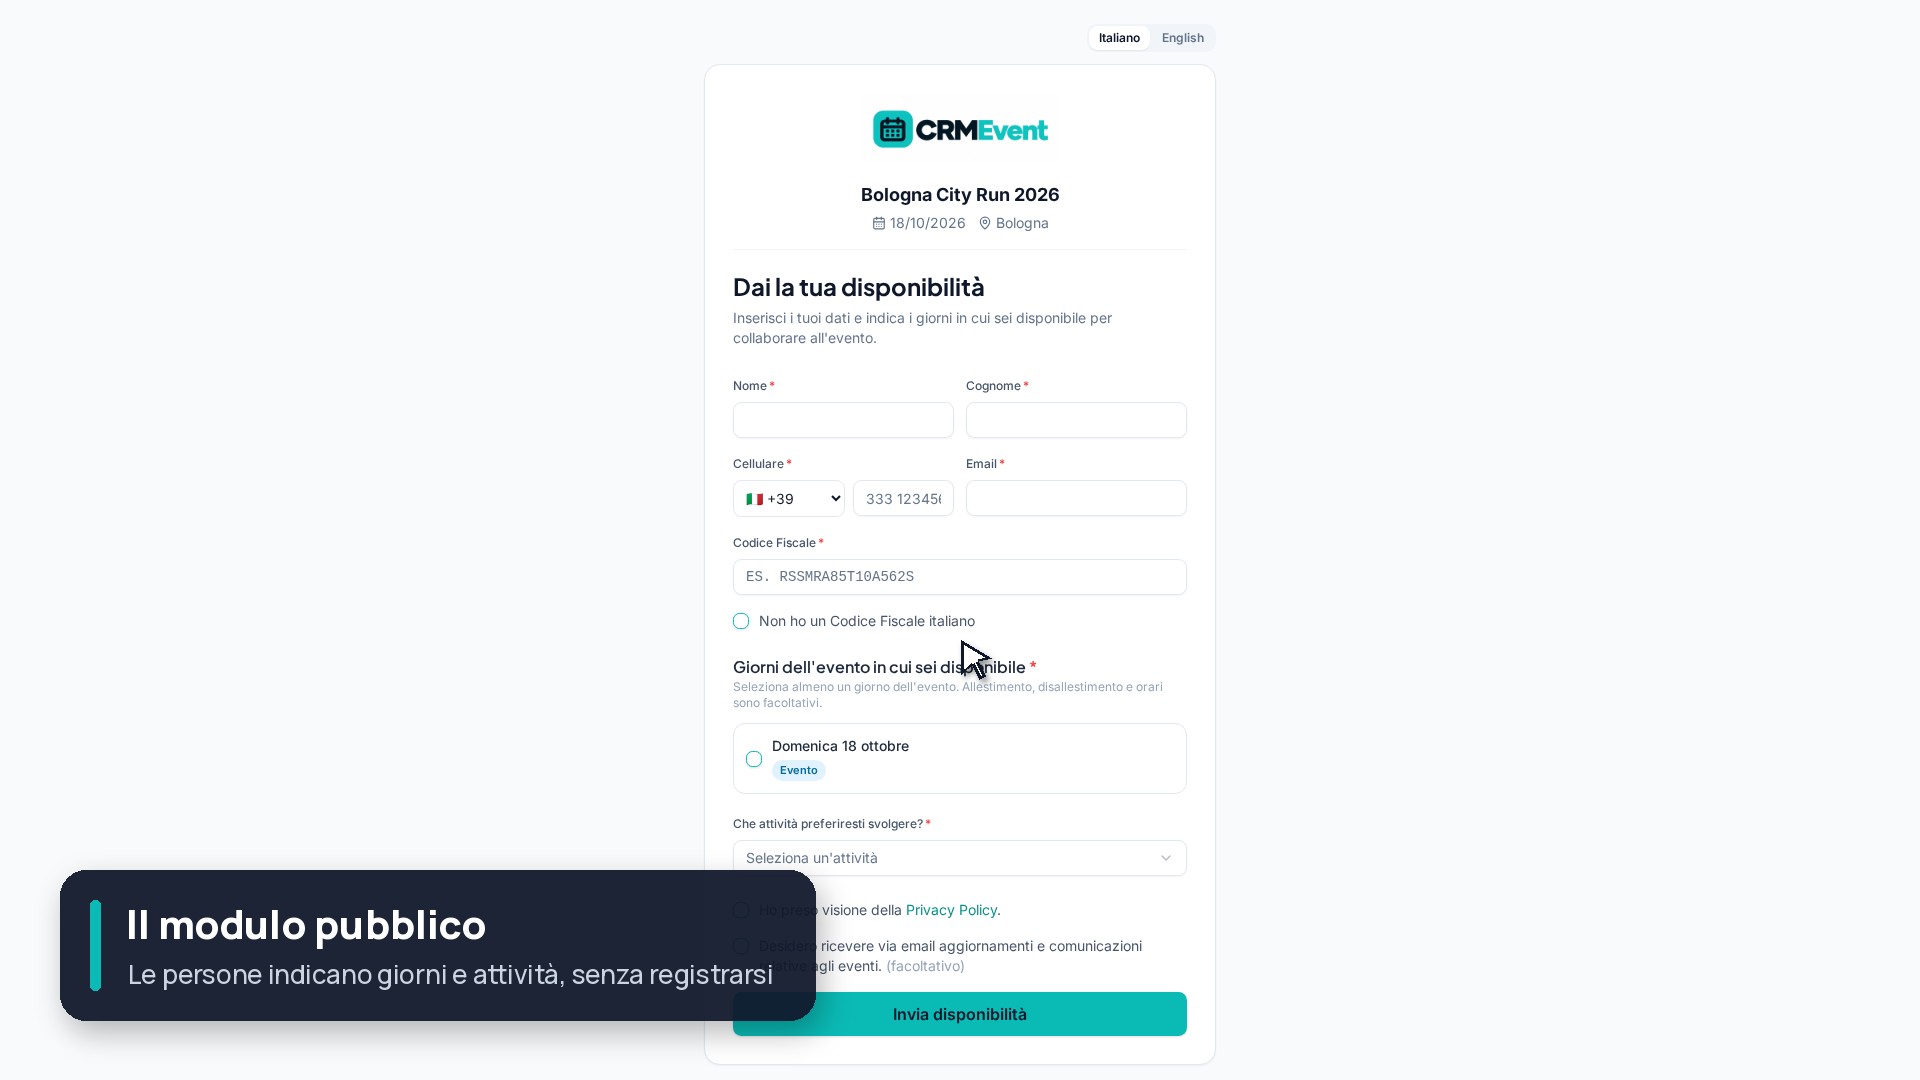 Italiano English
CRMEvent
Bologna City Run 2026
18/10/2026 Bologna
Dai la tua disponibilità
Inserisci i tuoi dati e indica i giorni in cui sei disponibile per
collaborare all'evento.
Nome * Cognome *
Cellulare * Email *
🇮🇹 +39 333 123456
Codice Fiscale *
ES. RSSMRA85T10A562S
Non ho un Codice Fiscale italiano
Giorni dell'evento in cui sei disponibile *
Seleziona almeno un giorno dell'evento. Allestimento, disallestimento e orari
sono facoltativi.
Domenica 18 ottobre
Evento
Che attività preferiresti svolgere? *
Seleziona un'attività
Ho preso visione della Privacy Policy.
Desidero ricevere via email aggiornamenti e comunicazioni
relative agli eventi. (facoltativo)
Invia disponibilità
Il modulo pubblico
Le persone indicano giorni e attività, senza registrarsi